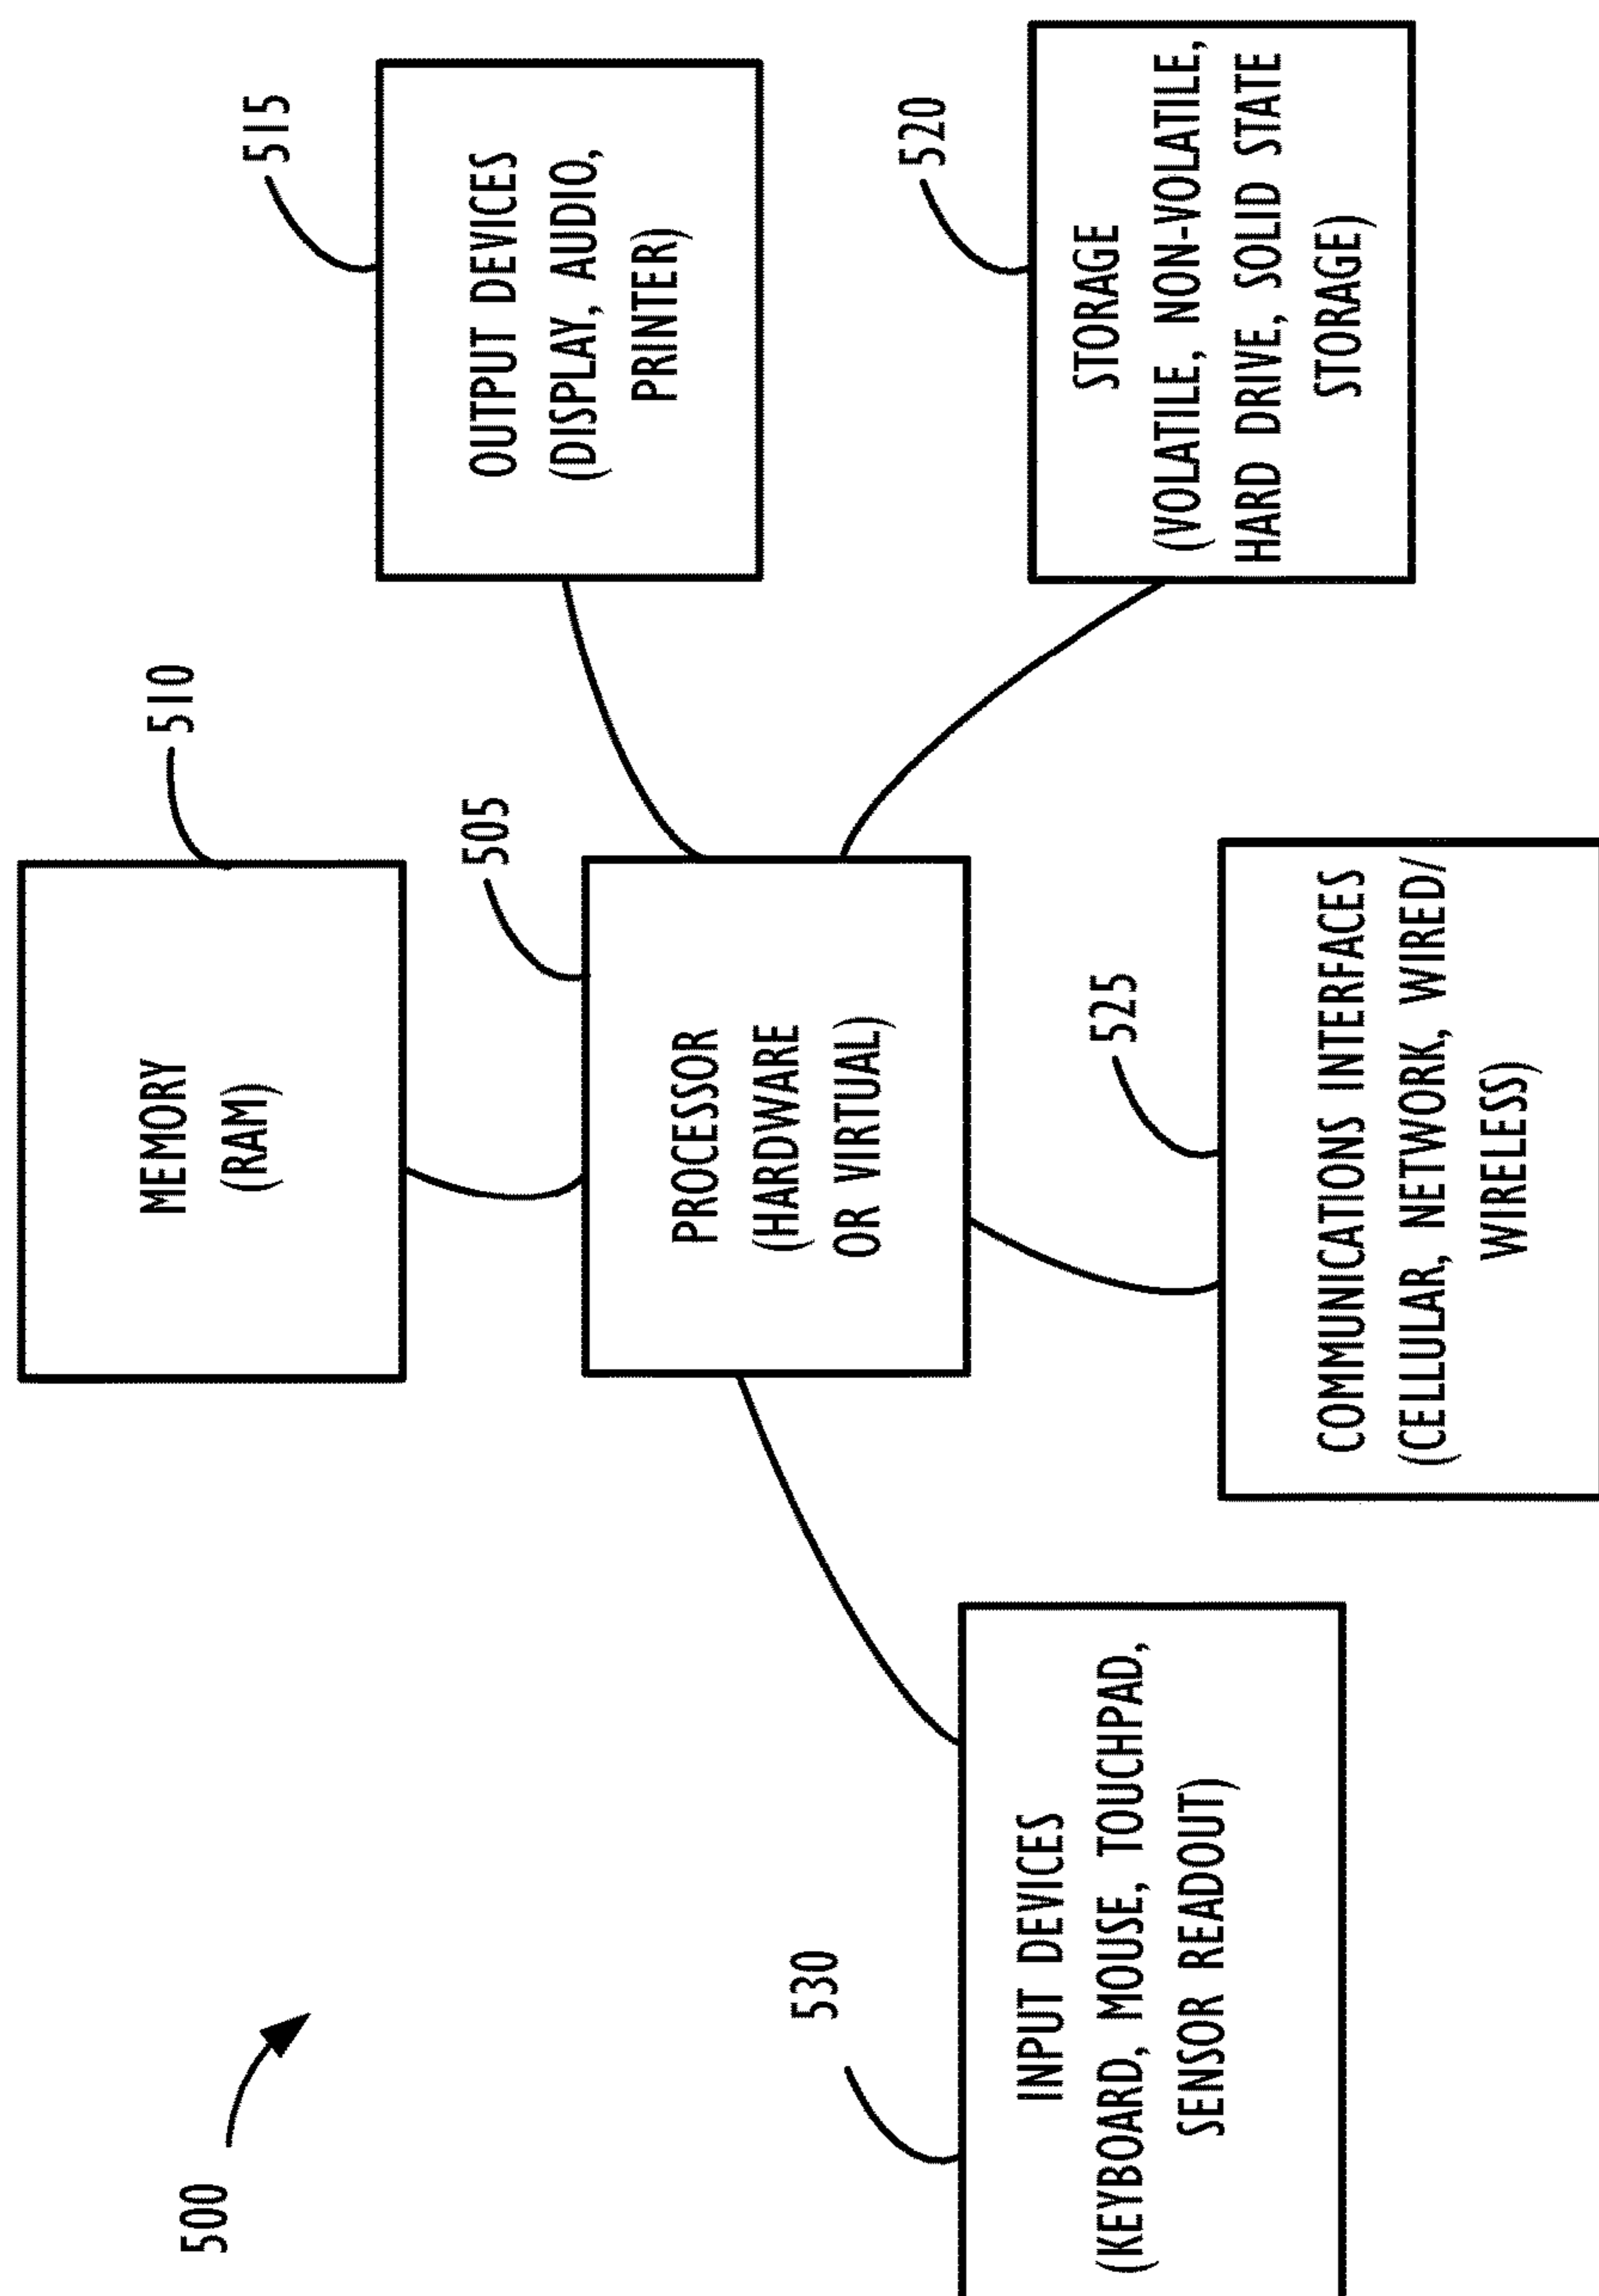 510
MEMORY
(RAM)
515
OUTPUT DEVICES
(DISPLAY, AUDIO,
PRINTER)
505
PROCESSOR
(HARDWARE
OR VIRTUAL)
520
STORAGE
(VOLATILE, NON-VOLATILE,
HARD DRIVE, SOLID STATE
STORAGE)
500
530
INPUT DEVICES
(KEYBOARD, MOUSE, TOUCHPAD,
SENSOR READOUT)
525
COMMUNICATIONS INTERFACES
(CELLULAR, NETWORK, WIRED/
WIRELESS)